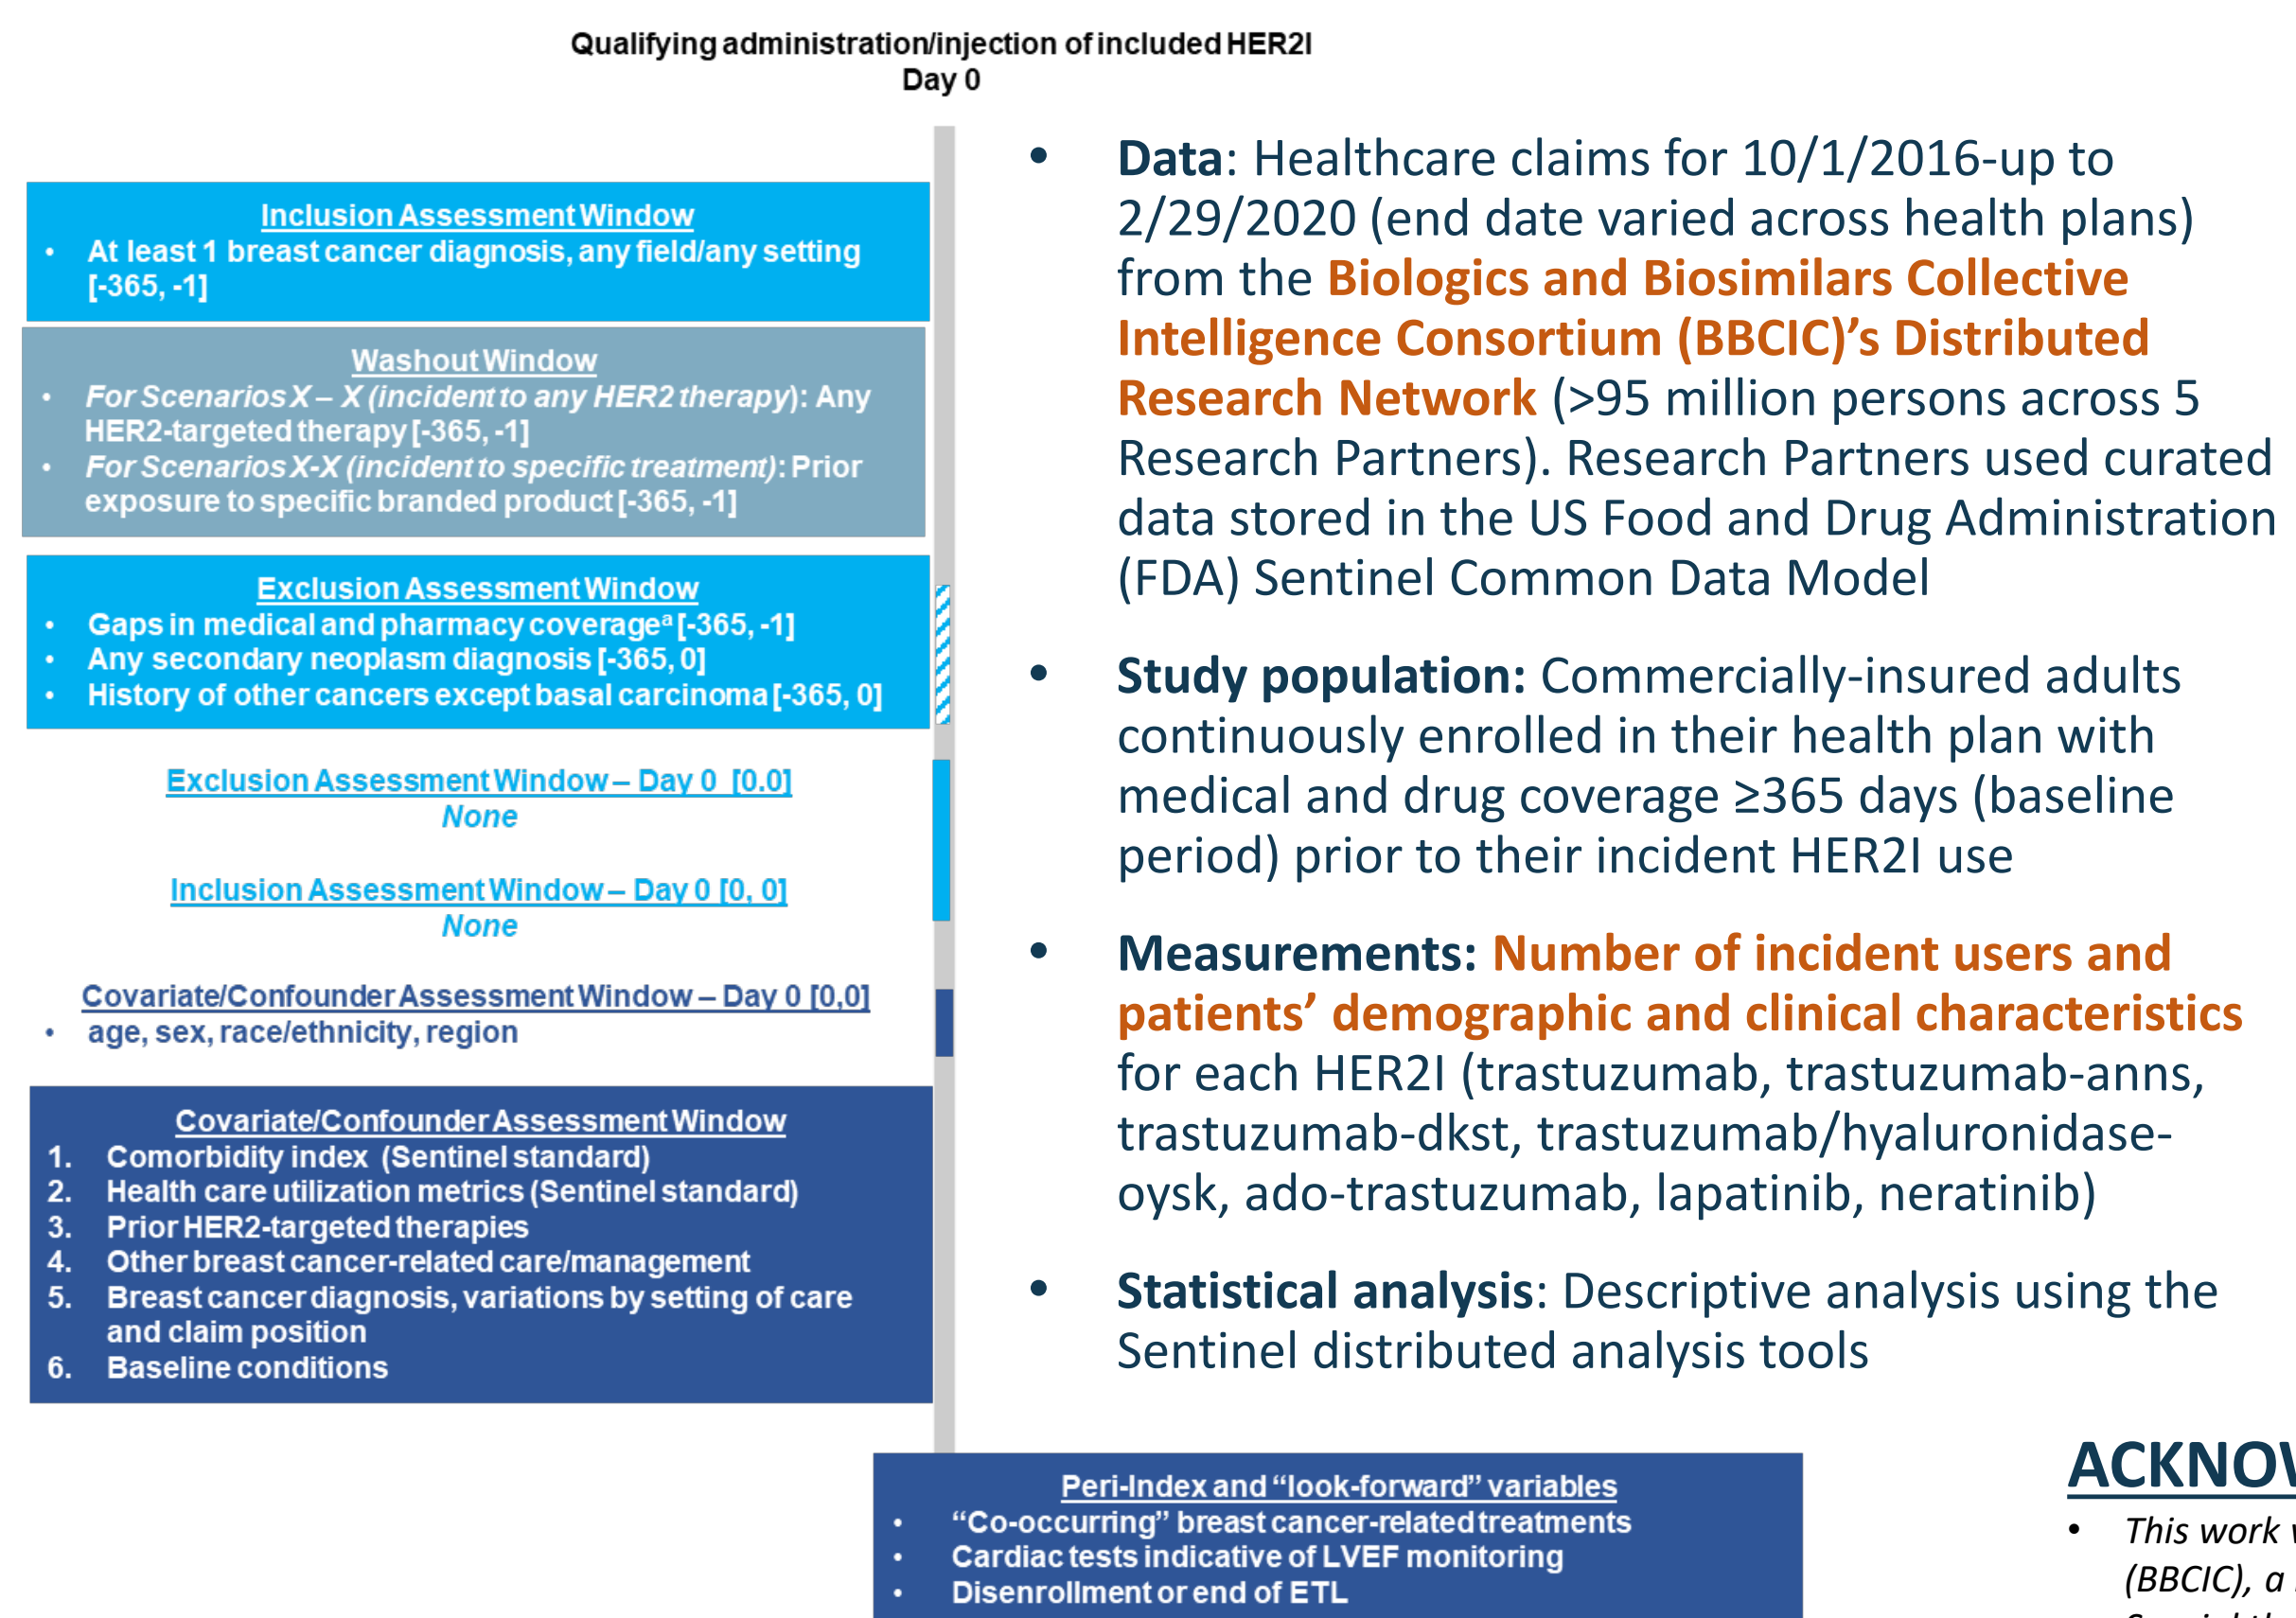 Qualifying administration/injection of included HER2I
Day 0
Inclusion Assessment Window
• At least 1 breast cancer diagnosis, any field/any setting
[-365, -1]
Washout Window
• For Scenarios X – X (incident to any HER2 therapy): Any
HER2-targeted therapy [-365, -1]
• For Scenarios X-X (incident to specific treatment): Prior
exposure to specific branded product [-365, -1]
Exclusion Assessment Window
• Gaps in medical and pharmacy coverageᵃ [-365, -1]
• Any secondary neoplasm diagnosis [-365, 0]
• History of other cancers except basal carcinoma [-365, 0]
Exclusion Assessment Window – Day 0 [0.0]
None
Inclusion Assessment Window – Day 0 [0, 0]
None
Covariate/Confounder Assessment Window – Day 0 [0,0]
• age, sex, race/ethnicity, region
Covariate/Confounder Assessment Window
1. Comorbidity index (Sentinel standard)
2. Health care utilization metrics (Sentinel standard)
3. Prior HER2-targeted therapies
4. Other breast cancer-related care/management
5. Breast cancer diagnosis, variations by setting of care
and claim position
6. Baseline conditions
Peri-Index and “look-forward” variables
• “Co-occurring” breast cancer-related treatments
• Cardiac tests indicative of LVEF monitoring
• Disenrollment or end of ETL
• Data: Healthcare claims for 10/1/2016-up to
2/29/2020 (end date varied across health plans)
from the Biologics and Biosimilars Collective
Intelligence Consortium (BBCIC)’s Distributed
Research Network (>95 million persons across 5
Research Partners). Research Partners used curated
data stored in the US Food and Drug Administration
(FDA) Sentinel Common Data Model
• Study population: Commercially-insured adults
continuously enrolled in their health plan with
medical and drug coverage ≥365 days (baseline
period) prior to their incident HER2I use
• Measurements: Number of incident users and
patients’ demographic and clinical characteristics
for each HER2I (trastuzumab, trastuzumab-anns,
trastuzumab-dkst, trastuzumab/hyaluronidase-
oysk, ado-trastuzumab, lapatinib, neratinib)
• Statistical analysis: Descriptive analysis using the
Sentinel distributed analysis tools
• This work
(BBCIC), a